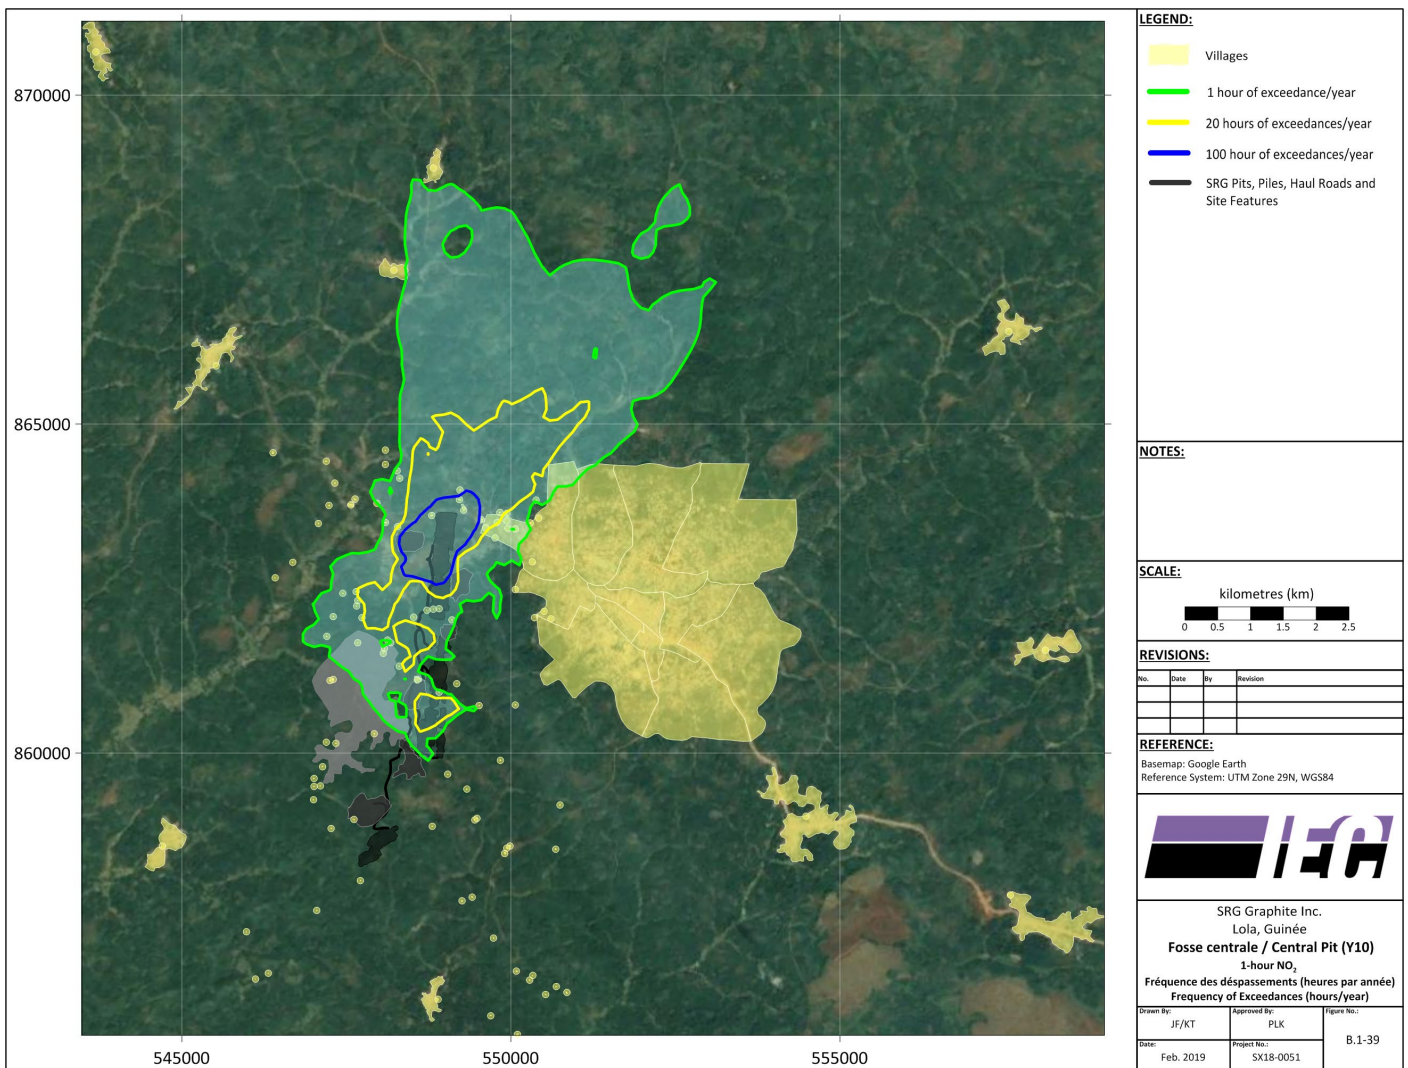 870000
865000
860000
545000
550000
555000
LEGEND:
Villages
1 hour of exceedance/year
20 hours of exceedances/year
100 hour of exceedances/year
SRG Pits, Piles, Haul Roads and
Site Features
NOTES:
SCALE:
kilometres (km)
0 0.5 1 1.5 2 2.5
REVISIONS:
No. Date By Revision
REFERENCE:
Basemap: Google Earth
Reference System: UTM Zone 29N, WGS84
IEC
SRG Graphite Inc.
Lola, Guinée
Fosse centrale / Central Pit (Y10)
1-hour NO₂
Fréquence des déspassements (heures par année)
Frequency of Exceedances (hours/year)
Drawn By: Approved By: Figure No.:
JF/KT PLK B.1-39
Date: Project No.:
Feb. 2019 SX18-0051